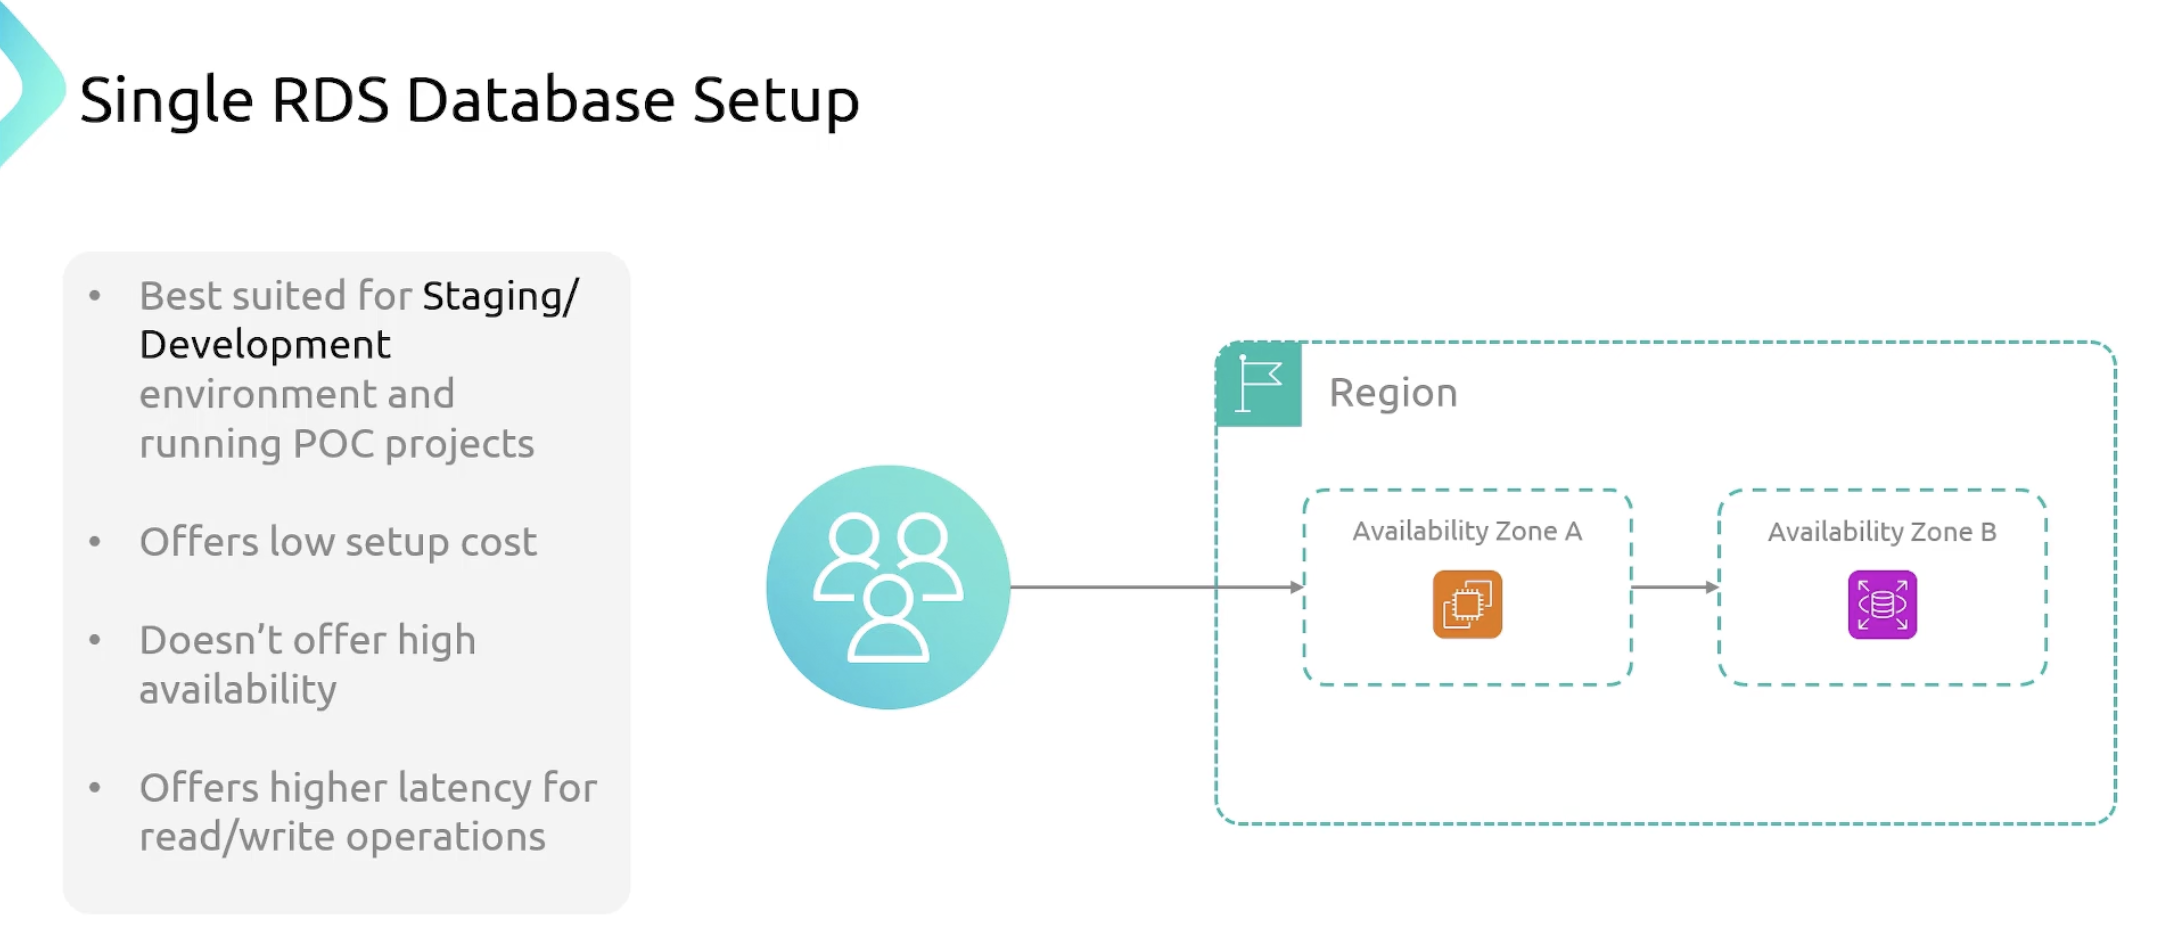 Single RDS Database Setup
• Best suited for Staging/
Development
environment and
running POC projects
• Offers low setup cost
• Doesn’t offer high
availability
• Offers higher latency for
read/write operations
Region
Availability Zone A
Availability Zone B